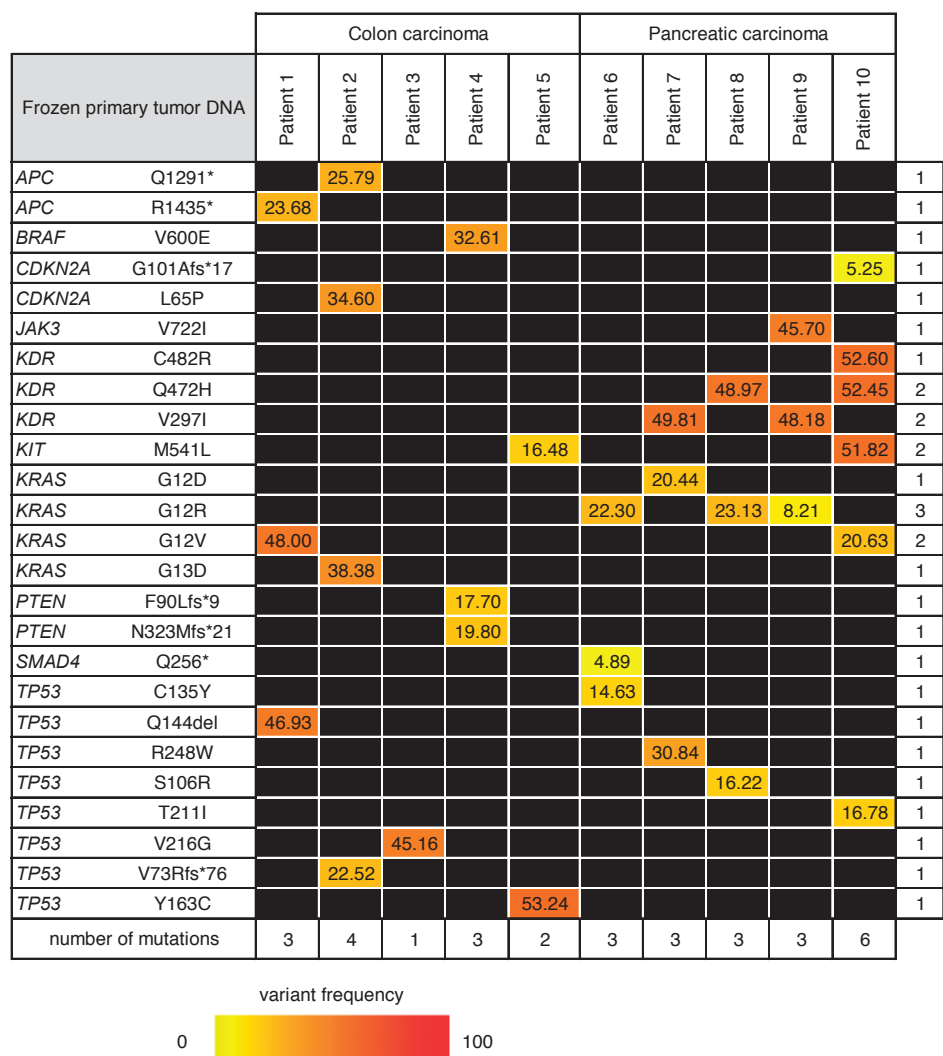 Colon carcinoma Pancreatic carcinoma
Frozen primary tumor DNA Patient 1 Patient 2 Patient 3 Patient 4 Patient 5 Patient 6 Patient 7 Patient 8 Patient 9 Patient 10
APC Q1291* 25.79 1
APC R1435* 23.68 1
BRAF V600E 32.61 1
CDKN2A G101Afs*17 5.25 1
CDKN2A L65P 34.60 1
JAK3 V722I 45.70 1
KDR C482R 52.60 1
KDR Q472H 48.97 52.45 2
KDR V297I 49.81 48.18 2
KIT M541L 16.48 51.82 2
KRAS G12D 20.44 1
KRAS G12R 22.30 23.13 8.21 3
KRAS G12V 48.00 20.63 2
KRAS G13D 38.38 1
PTEN F90Lfs*9 17.70 1
PTEN N323Mfs*21 19.80 1
SMAD4 Q256* 4.89 1
TP53 C135Y 14.63 1
TP53 Q144del 46.93 1
TP53 R248W 30.84 1
TP53 S106R 16.22 1
TP53 T211I 16.78 1
TP53 V216G 45.16 1
TP53 V73Rfs*76 22.52 1
TP53 Y163C 53.24 1
number of mutations 3 4 1 3 2 3 3 3 3 6
variant frequency
0 100